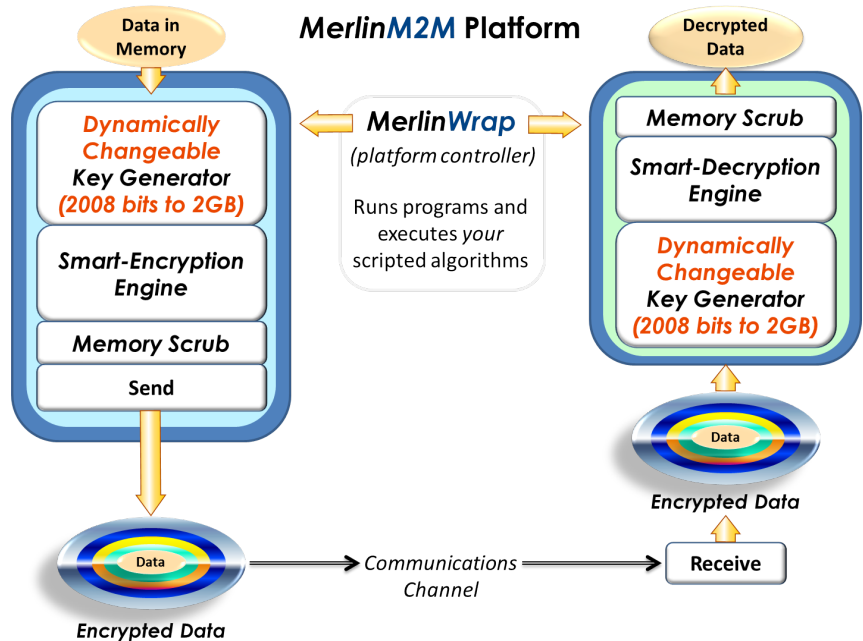 MerlinM2M Platform
Data in
Memory
Dynamically
Changeable
Key Generator
(2008 bits to 2GB)
Smart-Encryption
Engine
Memory Scrub
Send
Data
Encrypted Data
MerlinWrap
(platform controller)
Runs programs and
executes your
scripted algorithms
Communications
Channel
Decrypted
Data
Memory Scrub
Smart-Decryption
Engine
Dynamically
Changeable
Key Generator
(2008 bits to 2GB)
Data
Encrypted Data
Receive